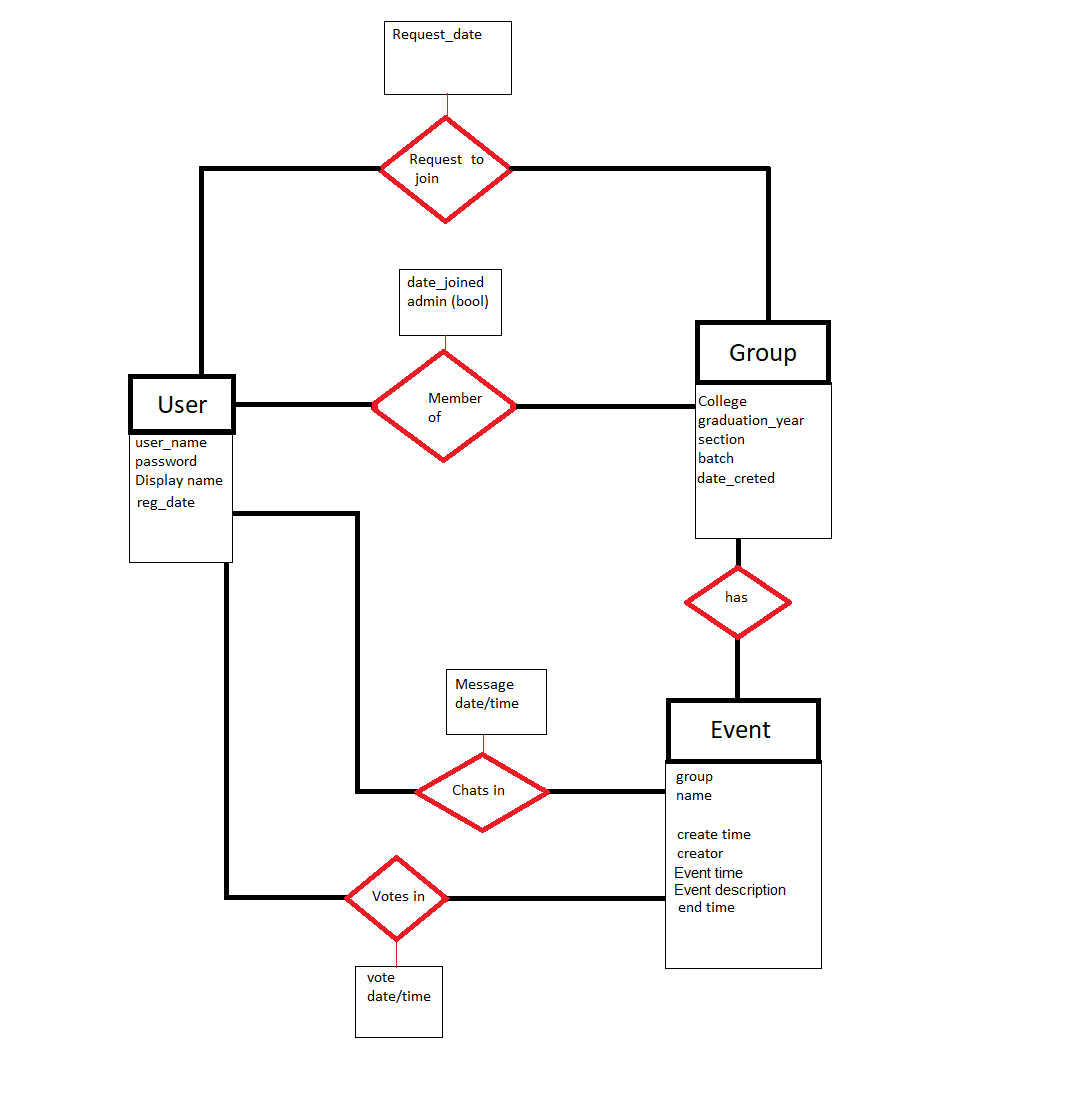 Request_date
Request to
join
date_joined
admin (bool)
Member
of
Group
College
graduation_year
section
batch
date_creted
User
user_name
password
Display name
reg_date
has
Message
date/time
Chats in
Event
group
name
create time
creator
Event time
Event description
end time
Votes in
vote
date/time